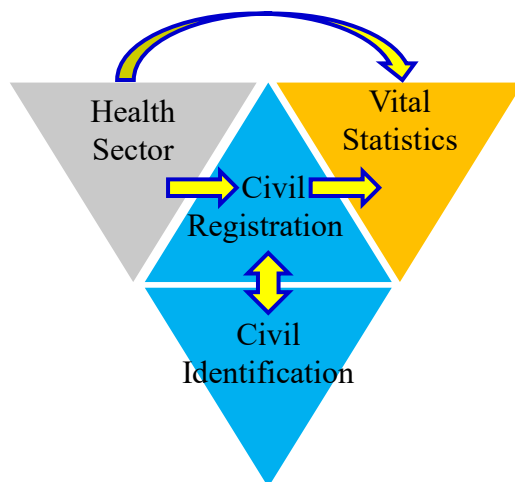 Health
Sector
Vital
Statistics
Civil
Registration
Civil
Identification